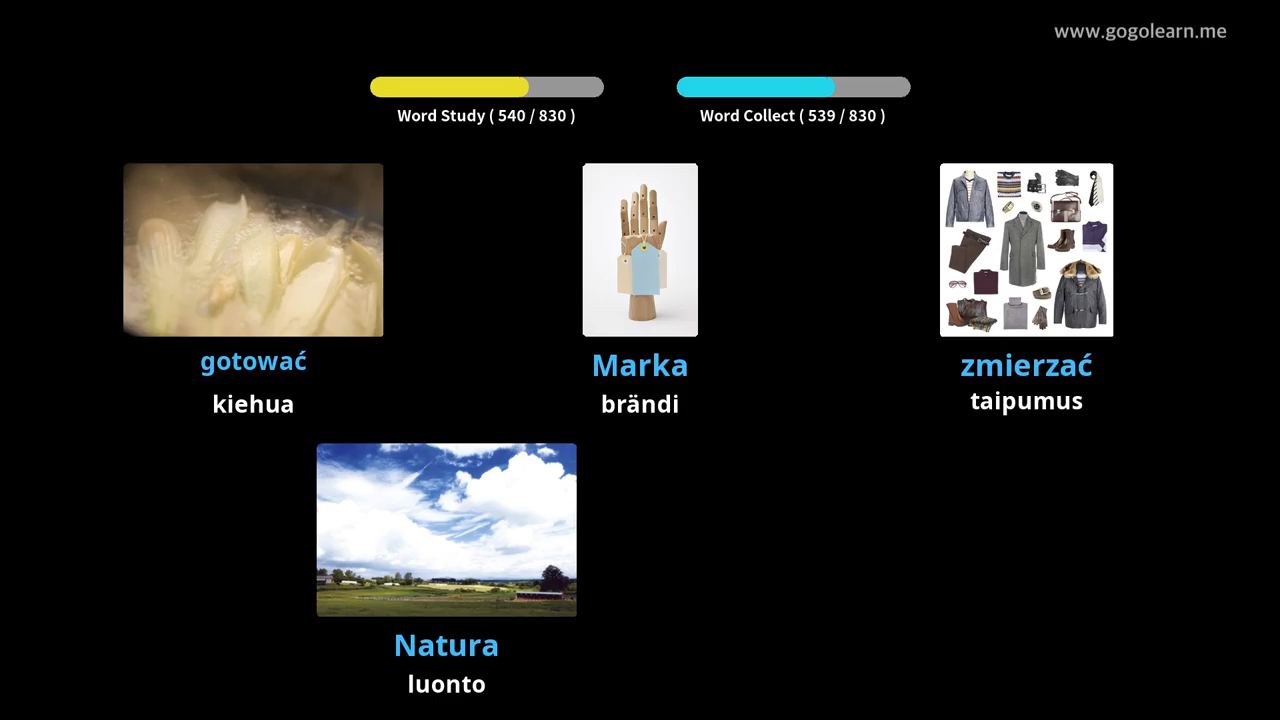 www.gogolearn.me
Word Study ( 540 / 830 )
Word Collect ( 539 / 830 )
gotować
Marka
zmierzać
kiehua
brändi
taipumus
Natura
luonto